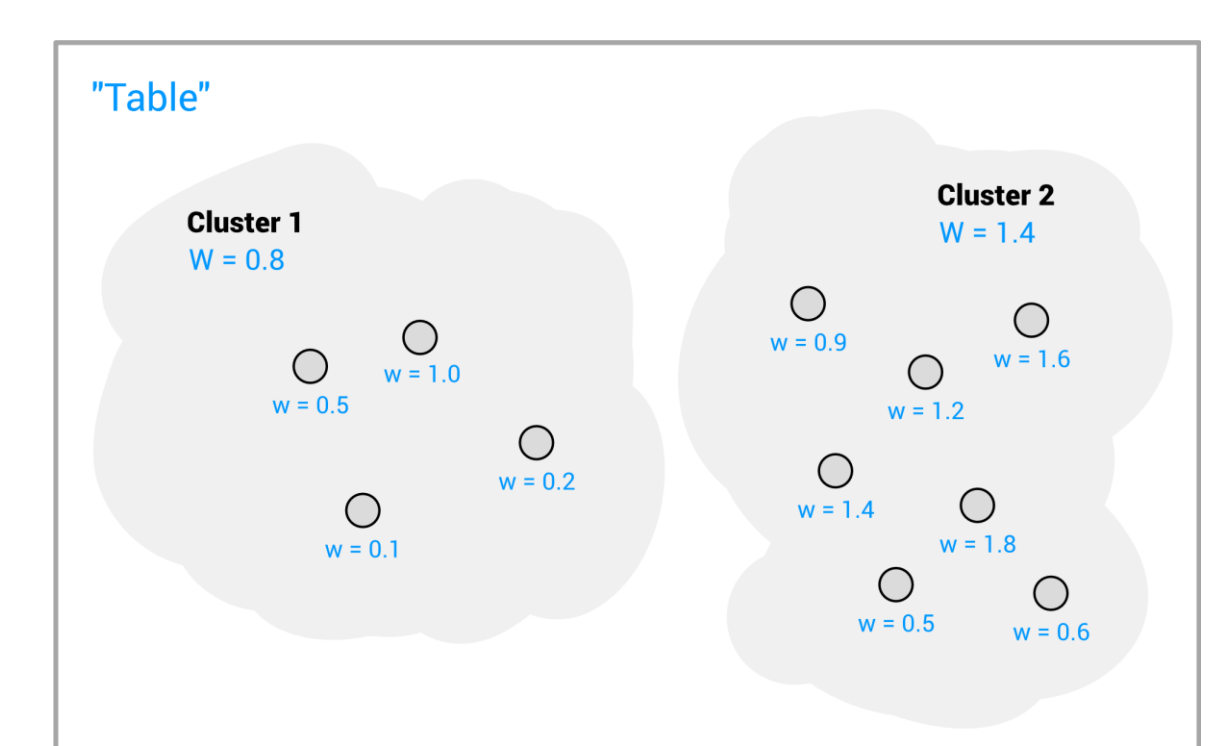 "Table"
Cluster 1
W = 0.8
w = 1.0
w = 0.5
w = 0.2
w = 0.1
Cluster 2
W = 1.4
w = 0.9
w = 1.6
w = 1.2
w = 1.4
w = 1.8
w = 0.5
w = 0.6